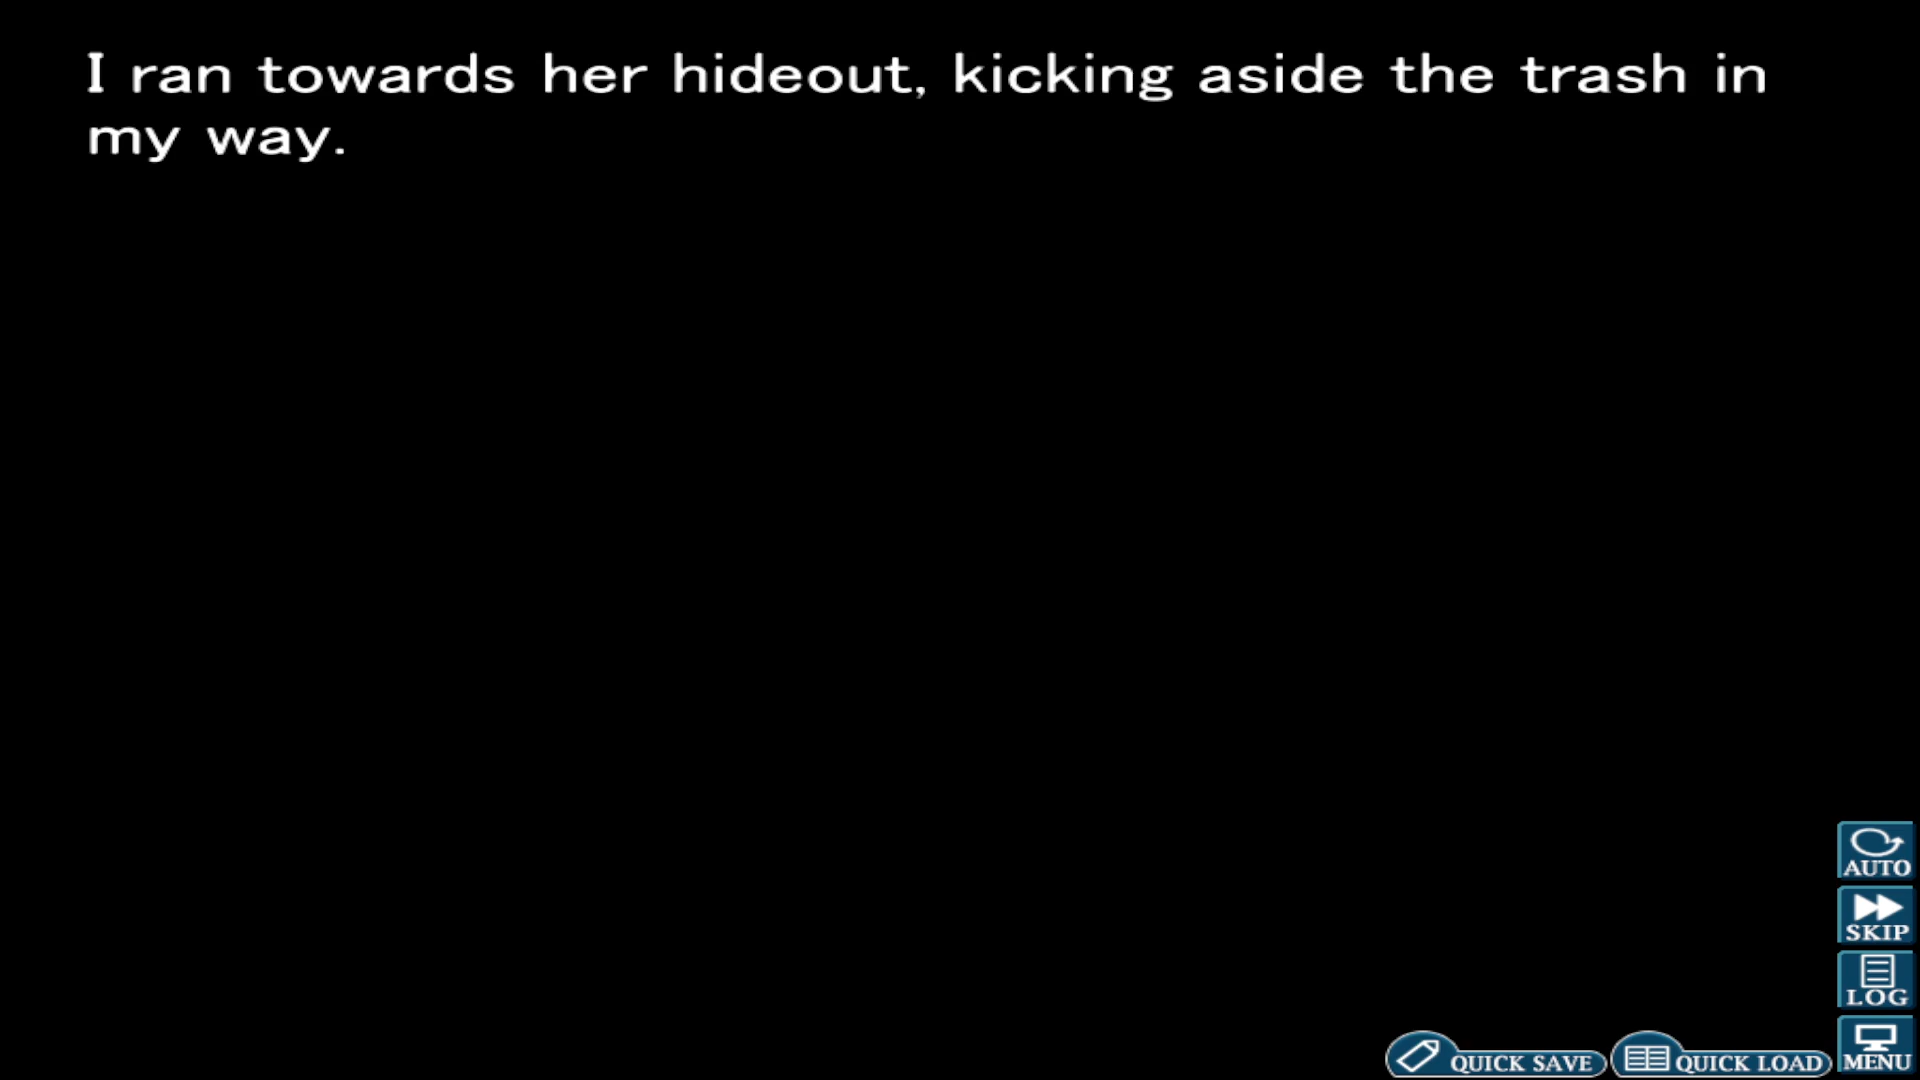 I ran towards her hideout, kicking aside the trash in
my way.
AUTO
SKIP
LOG
MENU
QUICK SAVE
QUICK LOAD